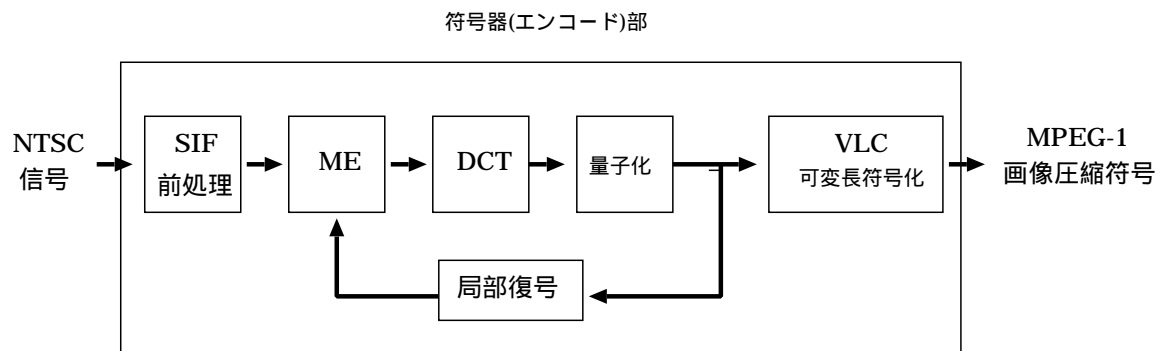 符号器(エンコード)部
NTSC
信号
SIF
前処理
ME
DCT
量子化
VLC
可変長符号化
MPEG-1
画像圧縮符号
局部復号